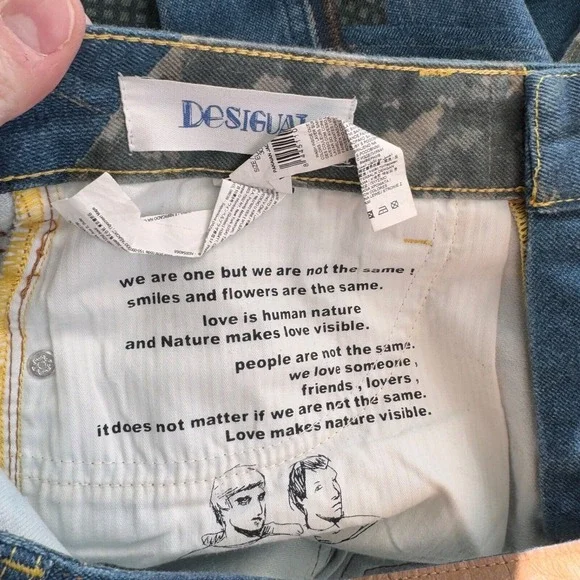 Desigual
we are one but we are not the same !
smiles and flowers are the same.
love is human nature
and Nature makes love visible.
people are not the same.
we love someone ,
friends , lovers ,
it does not matter if we are not the same.
Love makes nature visible.